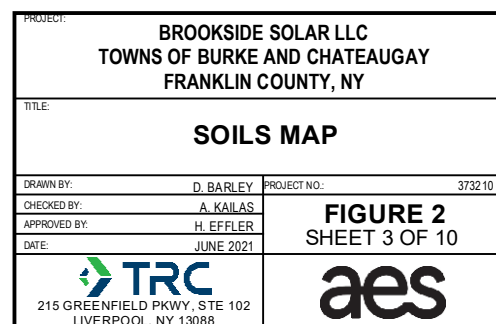 PROJECT:
BROOKSIDE SOLAR LLC
TOWNS OF BURKE AND CHATEAUGAY
FRANKLIN COUNTY, NY
TITLE:
SOILS MAP
DRAWN BY: D. BARLEY PROJECT NO.: 373210
CHECKED BY: A. KAILAS
APPROVED BY: H. EFFLER
DATE: JUNE 2021
FIGURE 2
SHEET 3 OF 10
TRC
215 GREENFIELD PKWY, STE 102
LIVERPOOL, NY 13088
aes